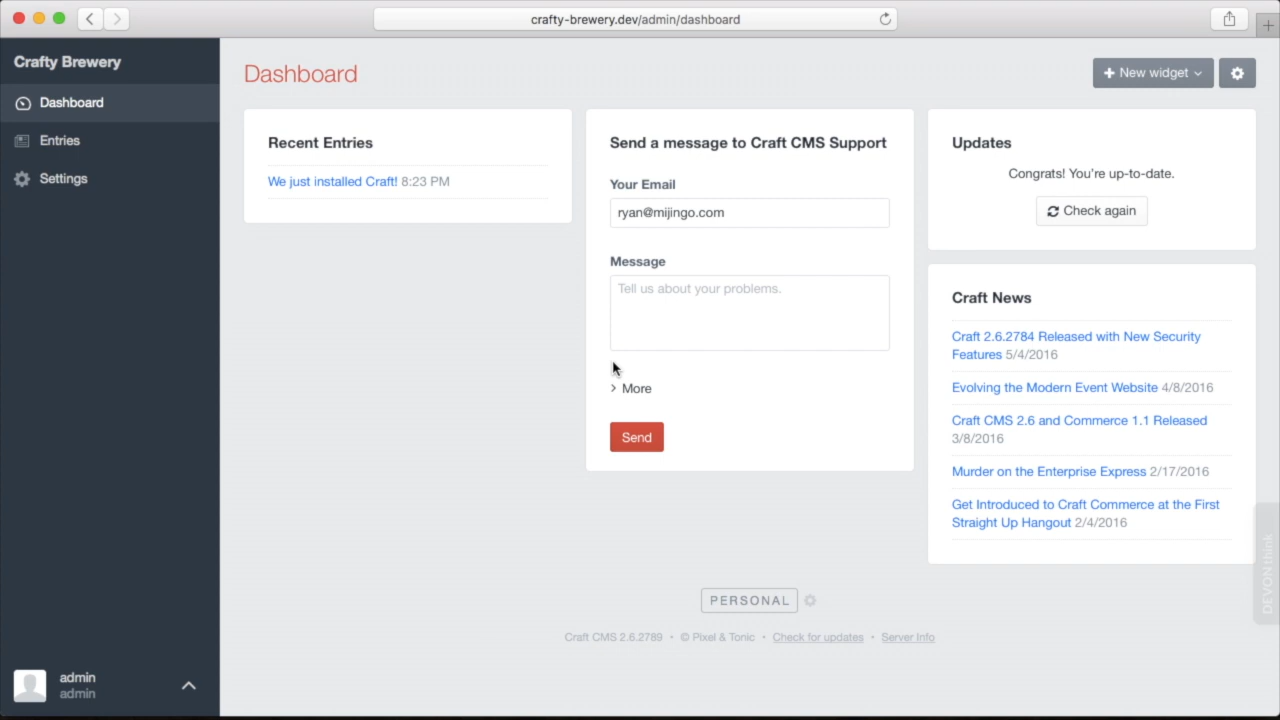 crafty-brewery.dev/admin/dashboard
Crafty Brewery
Dashboard
Entries
Settings
admin
admin
Dashboard
New widget
Recent Entries
We just installed Craft! 8:23 PM
Send a message to Craft CMS Support
Your Email
ryan@mijingo.com
Message
Tell us about your problems.
More
Send
Updates
Congrats! You're up-to-date.
Check again
Craft News
Craft 2.6.2784 Released with New Security
Features 5/4/2016
Evolving the Modern Event Website 4/8/2016
Craft CMS 2.6 and Commerce 1.1 Released
3/8/2016
Murder on the Enterprise Express 2/17/2016
Get Introduced to Craft Commerce at the First
Straight Up Hangout 2/4/2016
DEVONthink
PERSONAL
Craft CMS 2.6.2789 • © Pixel & Tonic • Check for updates • Server Info